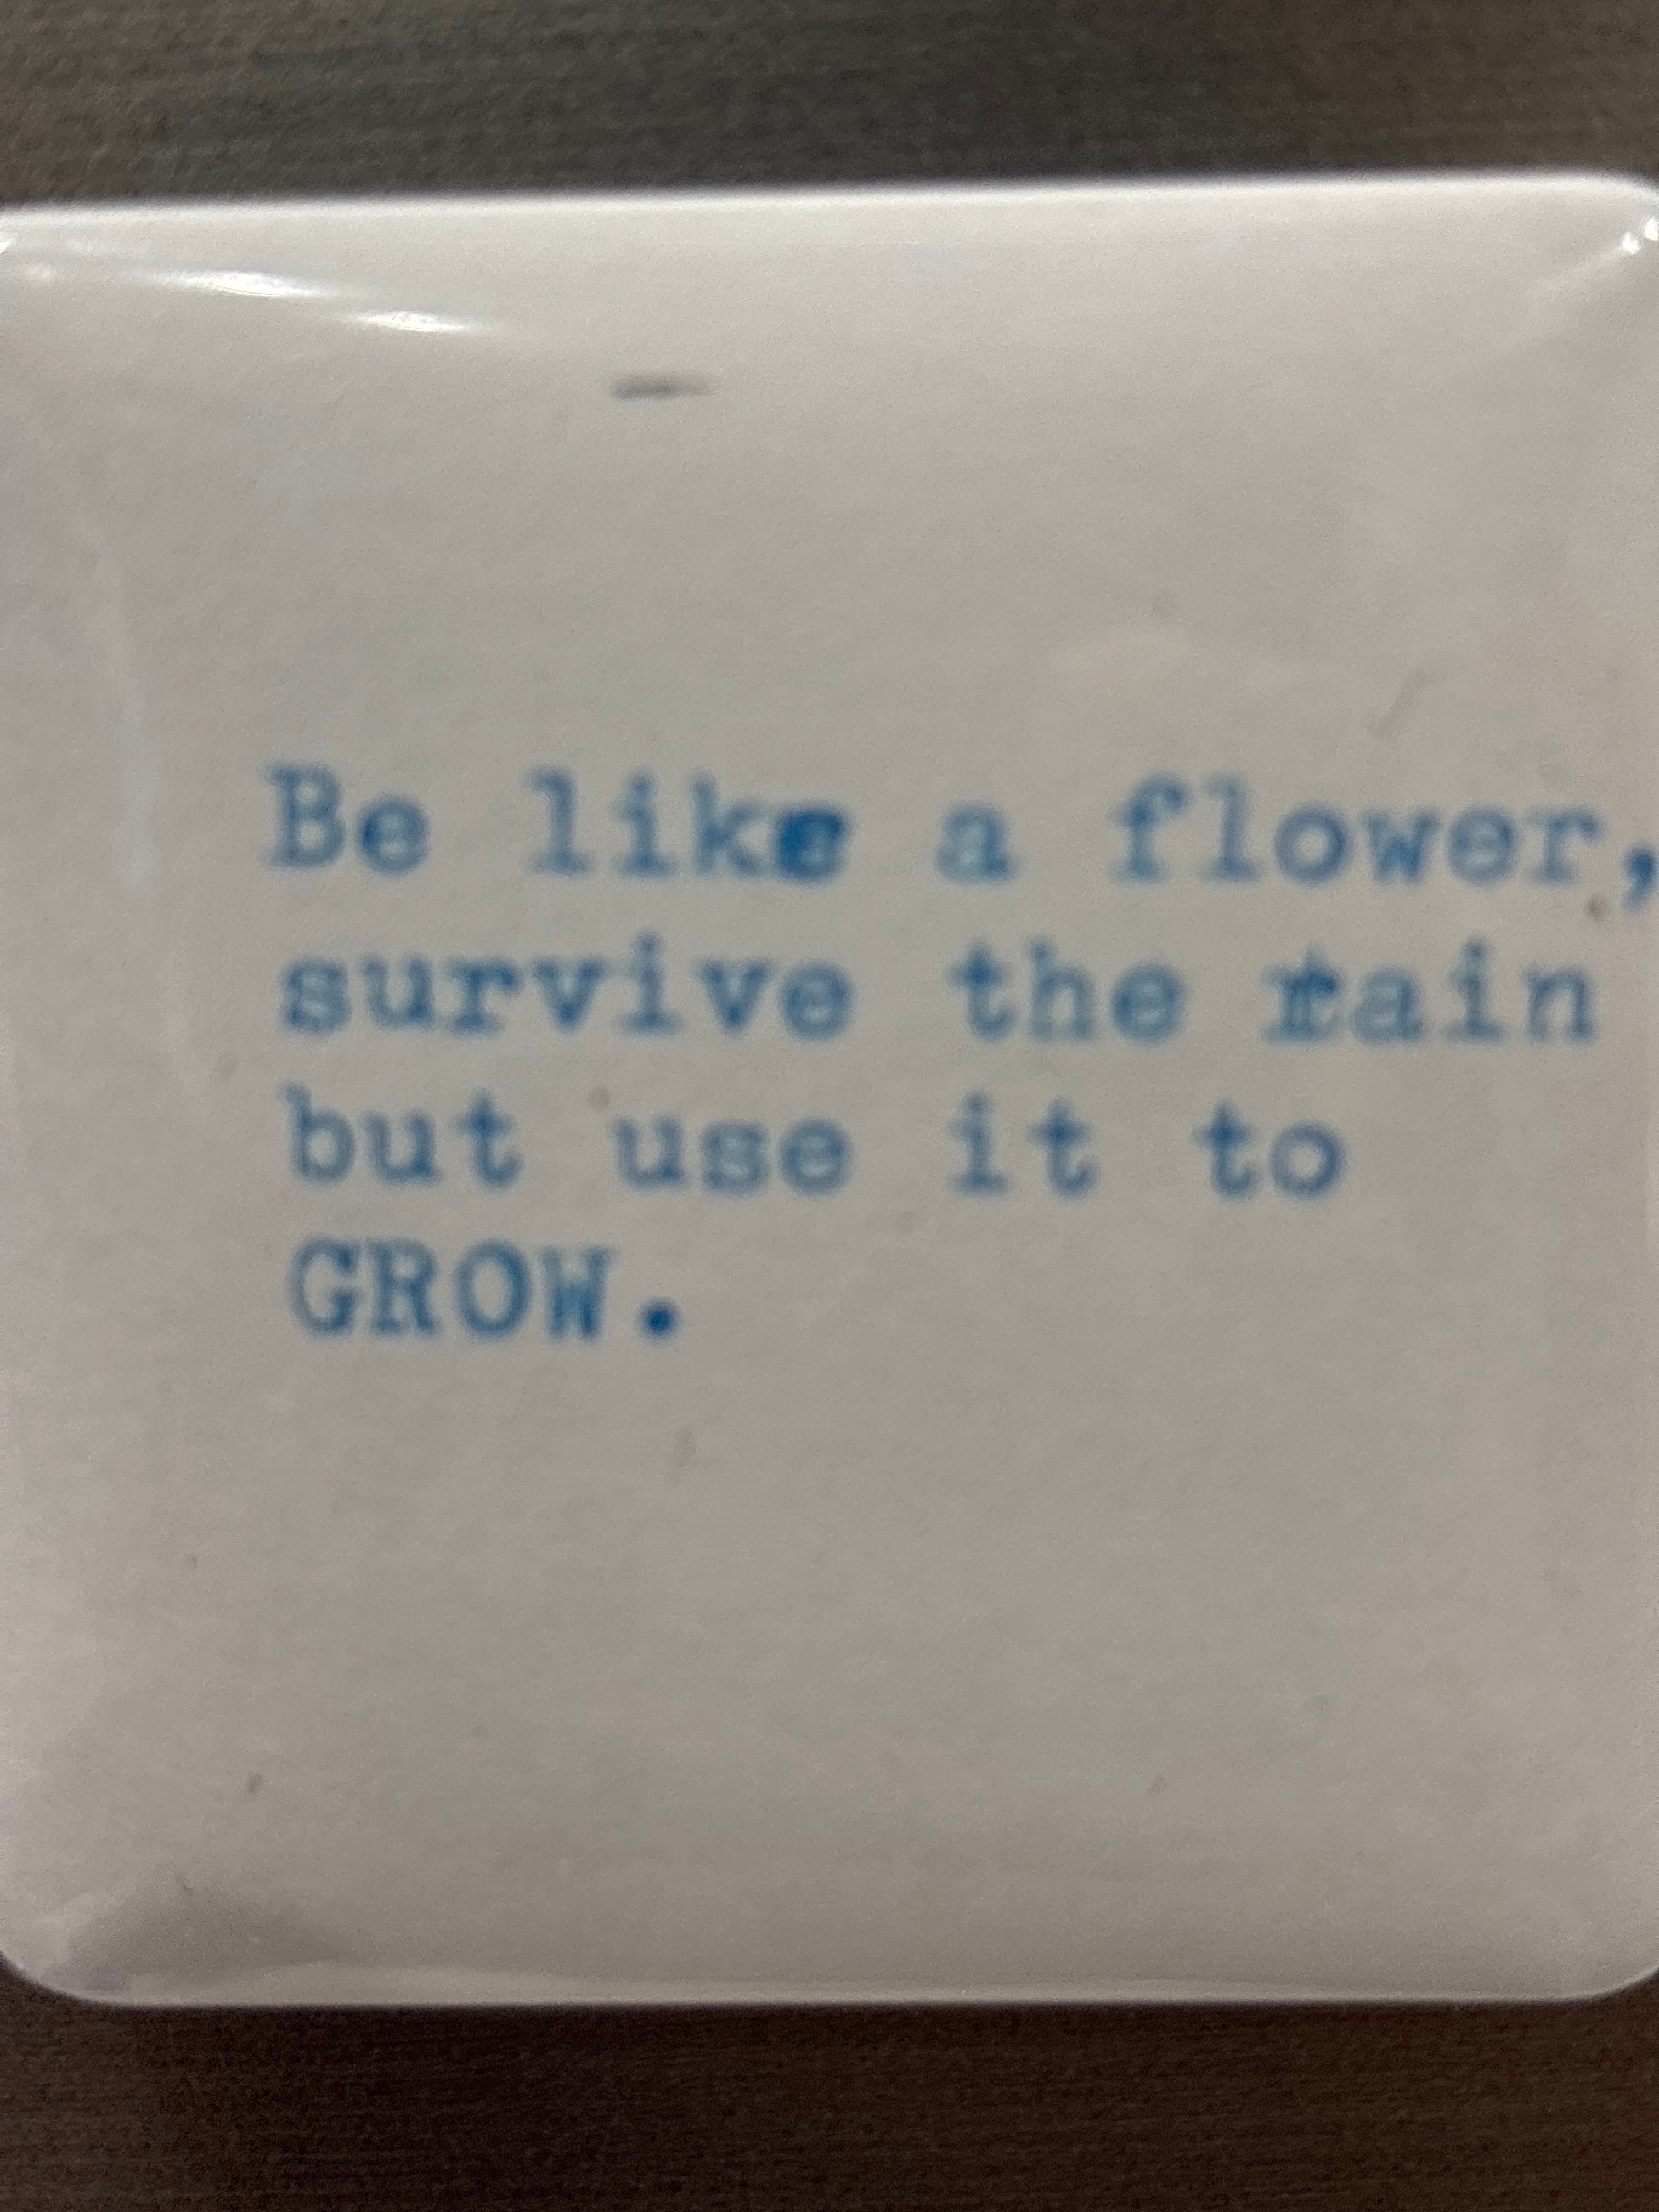 Be like a flower,
survive the rain
but use it to
GROW.